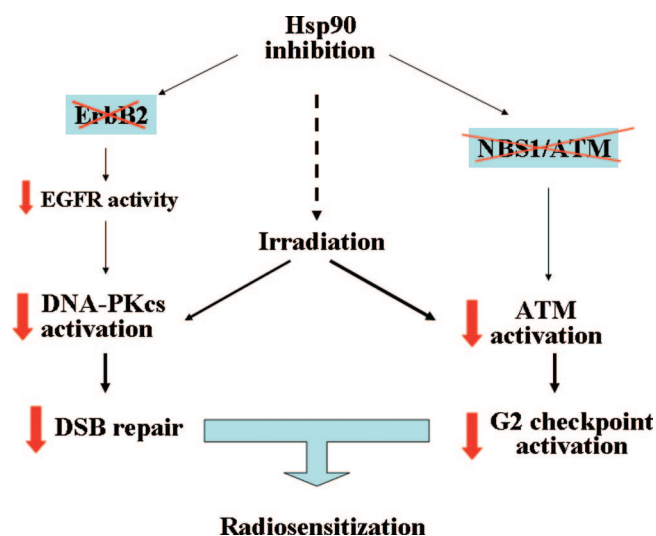 Hsp90
inhibition
ErbB2
NBS1/ATM
EGFR activity
Irradiation
DNA-PKcs
activation
ATM
activation
DSB repair
G2 checkpoint
activation
Radiosensitization